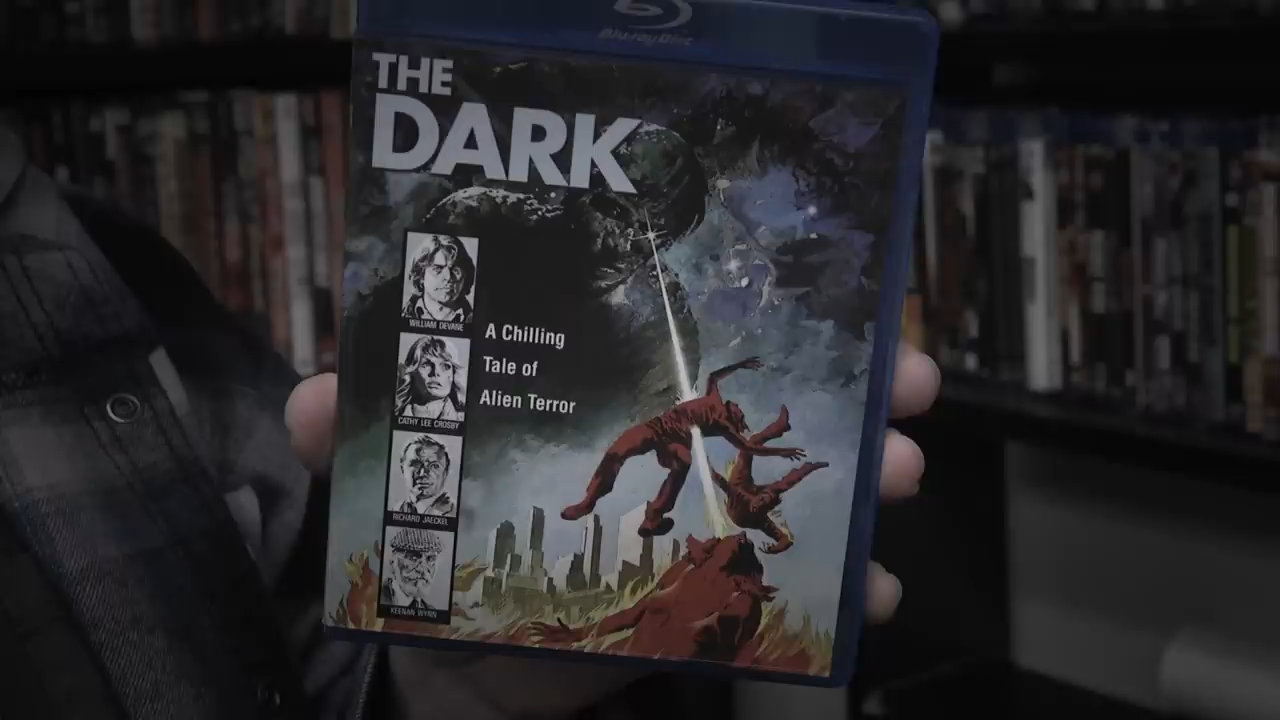 Blu-ray Disc
THE
DARK
WILLIAM DEVANE
CATHY LEE CROSBY
RICHARD JAECKEL
KEENAN WYNN
A Chilling
Tale of
Alien Terror